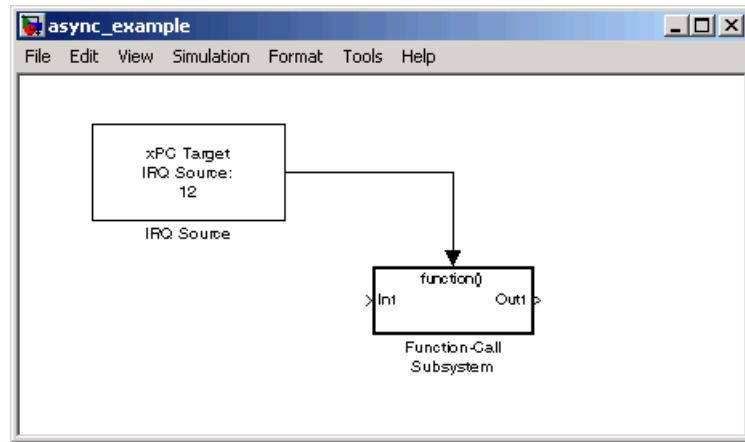 async_example
File Edit View Simulation Format Tools Help
xPC Target
IRQ Source:
12
IRQ Source
function()
In1 Out1
Function-Call
Subsystem